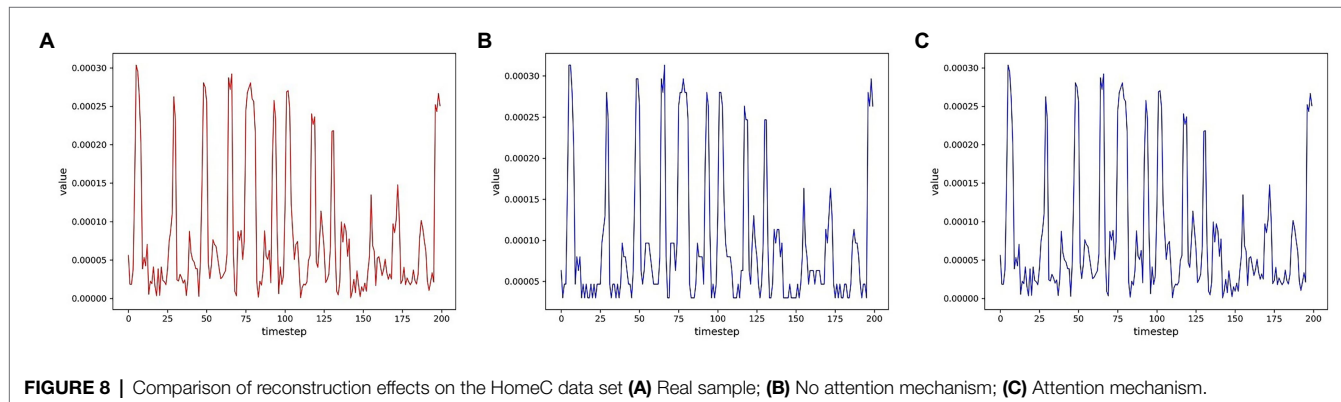 A
B
C
0.00030
0.00025
0.00020
0.00015
0.00010
0.00005
0.00000
value
0 25 50 75 100 125 150 175 200
timestep
0.00030
0.00025
0.00020
0.00015
0.00010
0.00005
value
0 25 50 75 100 125 150 175 200
timestep
0.00030
0.00025
0.00020
0.00015
0.00010
0.00005
0.00000
value
0 25 50 75 100 125 150 175 200
timestep
FIGURE 8 | Comparison of reconstruction effects on the HomeC data set (A) Real sample; (B) No attention mechanism; (C) Attention mechanism.